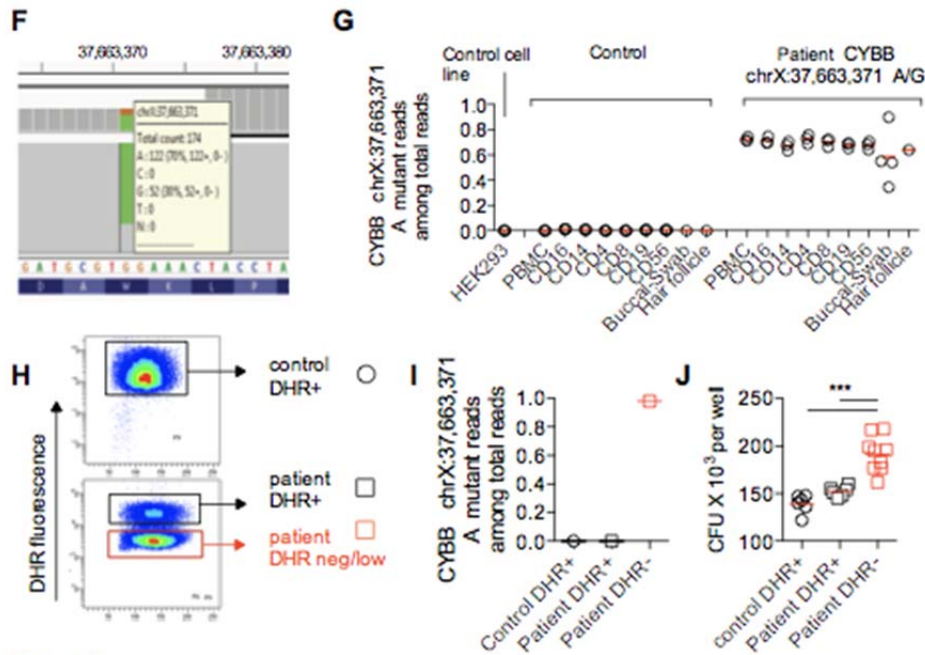 F
37,663,370 37,663,380
chrX:37,663,371
Total count: 174
A : 122 (70%, 122+, 0-)
C : 0
G : 52 (30%, 52+, 0-)
T : 0
N : 0
G A T G C G T G G A A A C T A C C T A
D A W K L P
G
Control cell
line
Control
Patient CYBB
chrX:37,663,371 A/G
CYBB chrX:37,663,371
A mutant reads
among total reads
1.0
0.8
0.6
0.4
0.2
0.0
HEK293
PBMC
CD16
CD14
CD4
CD8
CD19
CD56
Buccal-Swab
Hair follicle
PBMC
CD16
CD14
CD4
CD8
CD19
CD56
Buccal-Swab
Hair follicle
H
DHR fluorescence
control
DHR+
patient
DHR+
patient
DHR neg/low
I
CYBB chrX:37,663,371
A mutant reads
among total reads
1.0
0.8
0.6
0.4
0.2
0.0
Control DHR+
Patient DHR+
Patient DHR-
J
CFU X 10³ per well
250
200
150
100
***
control DHR+
Patient DHR+
Patient DHR-